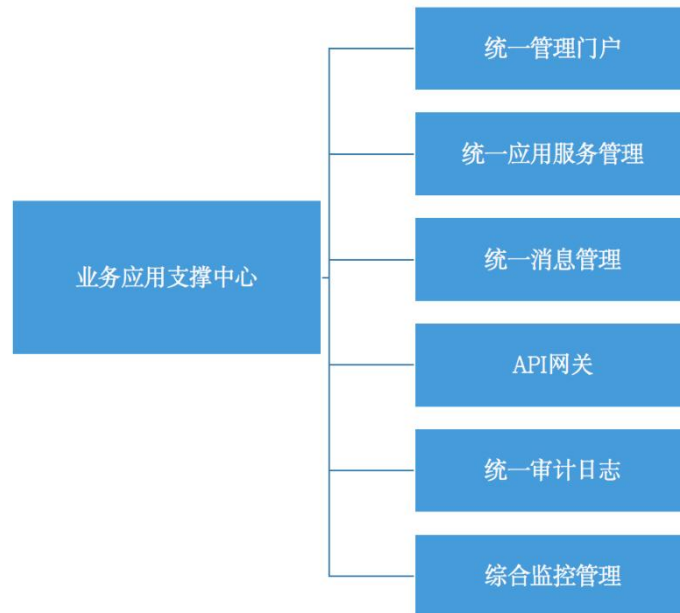 统一管理门户
统一应用服务管理
业务应用支撑中心
统一消息管理
API网关
统一审计日志
综合监控管理